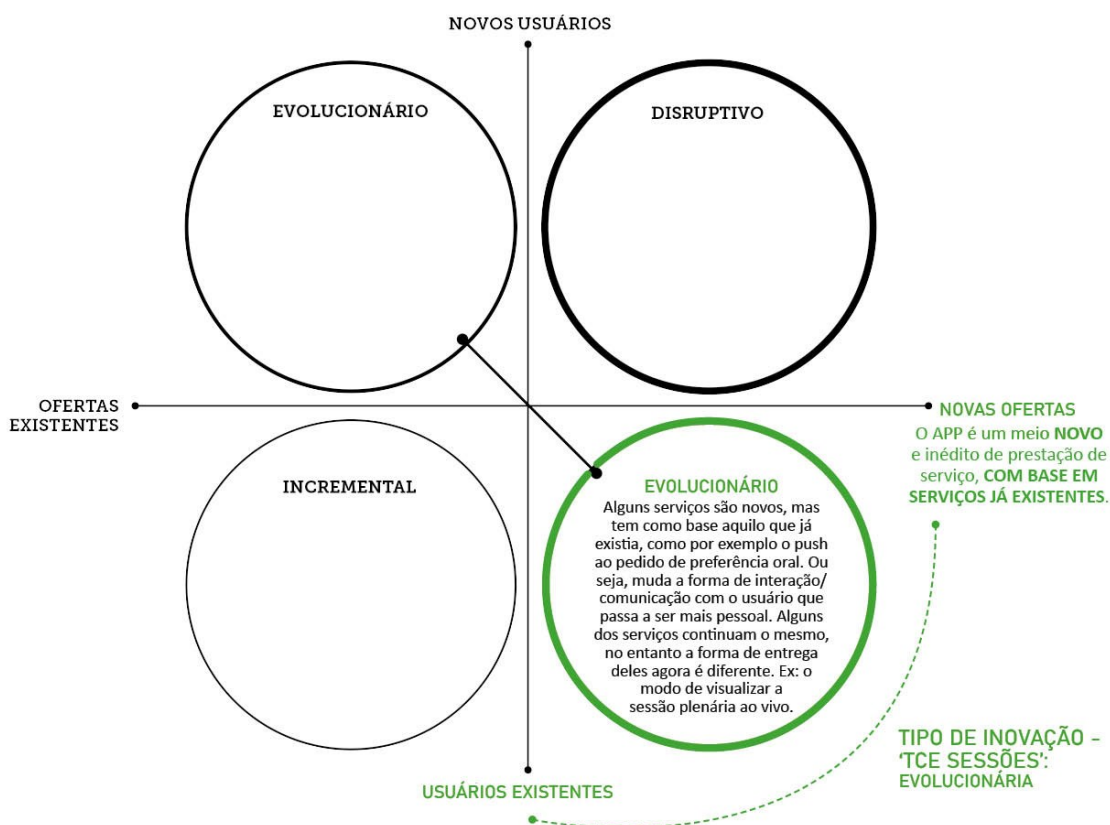 NOVOS USUÁRIOS
EVOLUCIONÁRIO
DISRUPTIVO
OFERTAS
EXISTENTES
NOVAS OFERTAS
O APP é um meio NOVO
e inédito de prestação de
serviço, COM BASE EM
SERVIÇOS JÁ EXISTENTES.
INCREMENTAL
EVOLUCIONÁRIO
Alguns serviços são novos, mas
tem como base aquilo que já
existia, como por exemplo o push
ao pedido de preferência oral. Ou
seja, muda a forma de interação/
comunicação com o usuário que
passa a ser mais pessoal. Alguns
dos serviços continuam o mesmo,
no entanto a forma de entrega
deles agora é diferente. Ex: o
modo de visualizar a
sessão plenária ao vivo.
TIPO DE INOVAÇÃO -
‘TCE SESSÕES’:
EVOLUCIONÁRIA
USUÁRIOS EXISTENTES